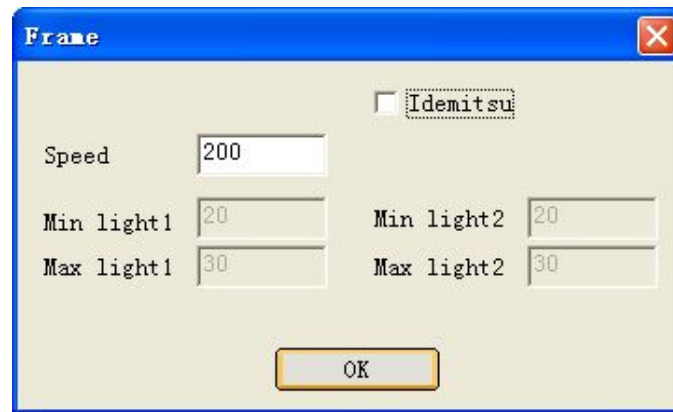 Frame
Idemitsu
Speed 200
Min light1 20 Min light2 20
Max light1 30 Max light2 30
OK